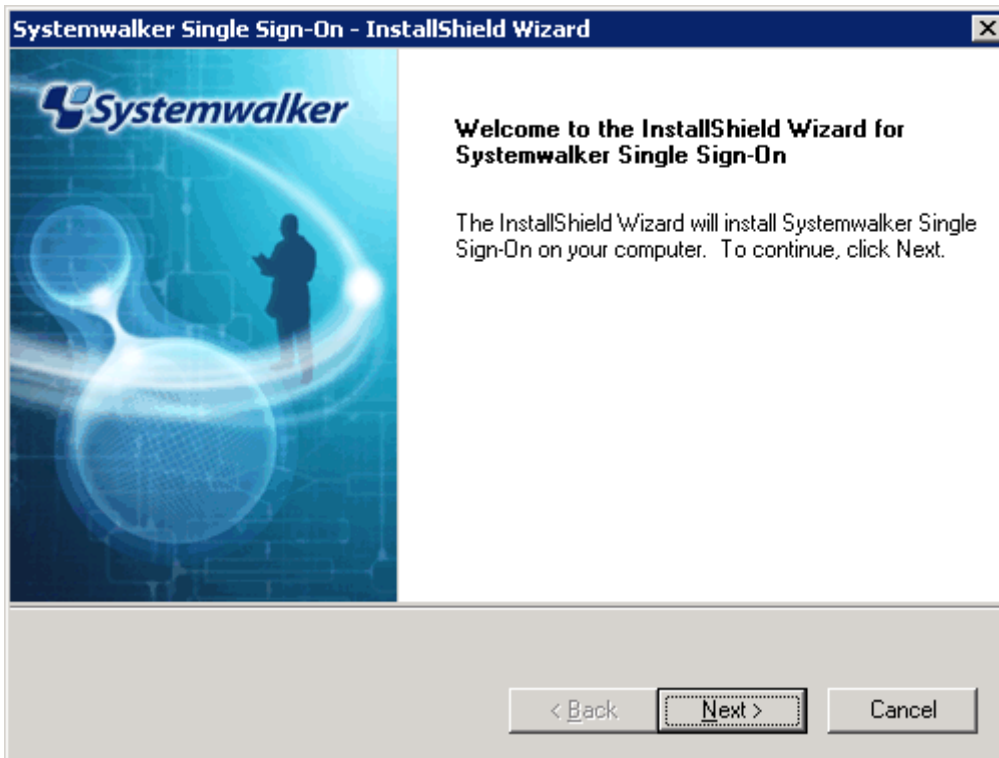 Systemwalker Single Sign-On - InstallShield Wizard
Systemwalker
Welcome to the InstallShield Wizard for
Systemwalker Single Sign-On
The InstallShield Wizard will install Systemwalker Single
Sign-On on your computer.  To continue, click Next.
< Back
Next >
Cancel